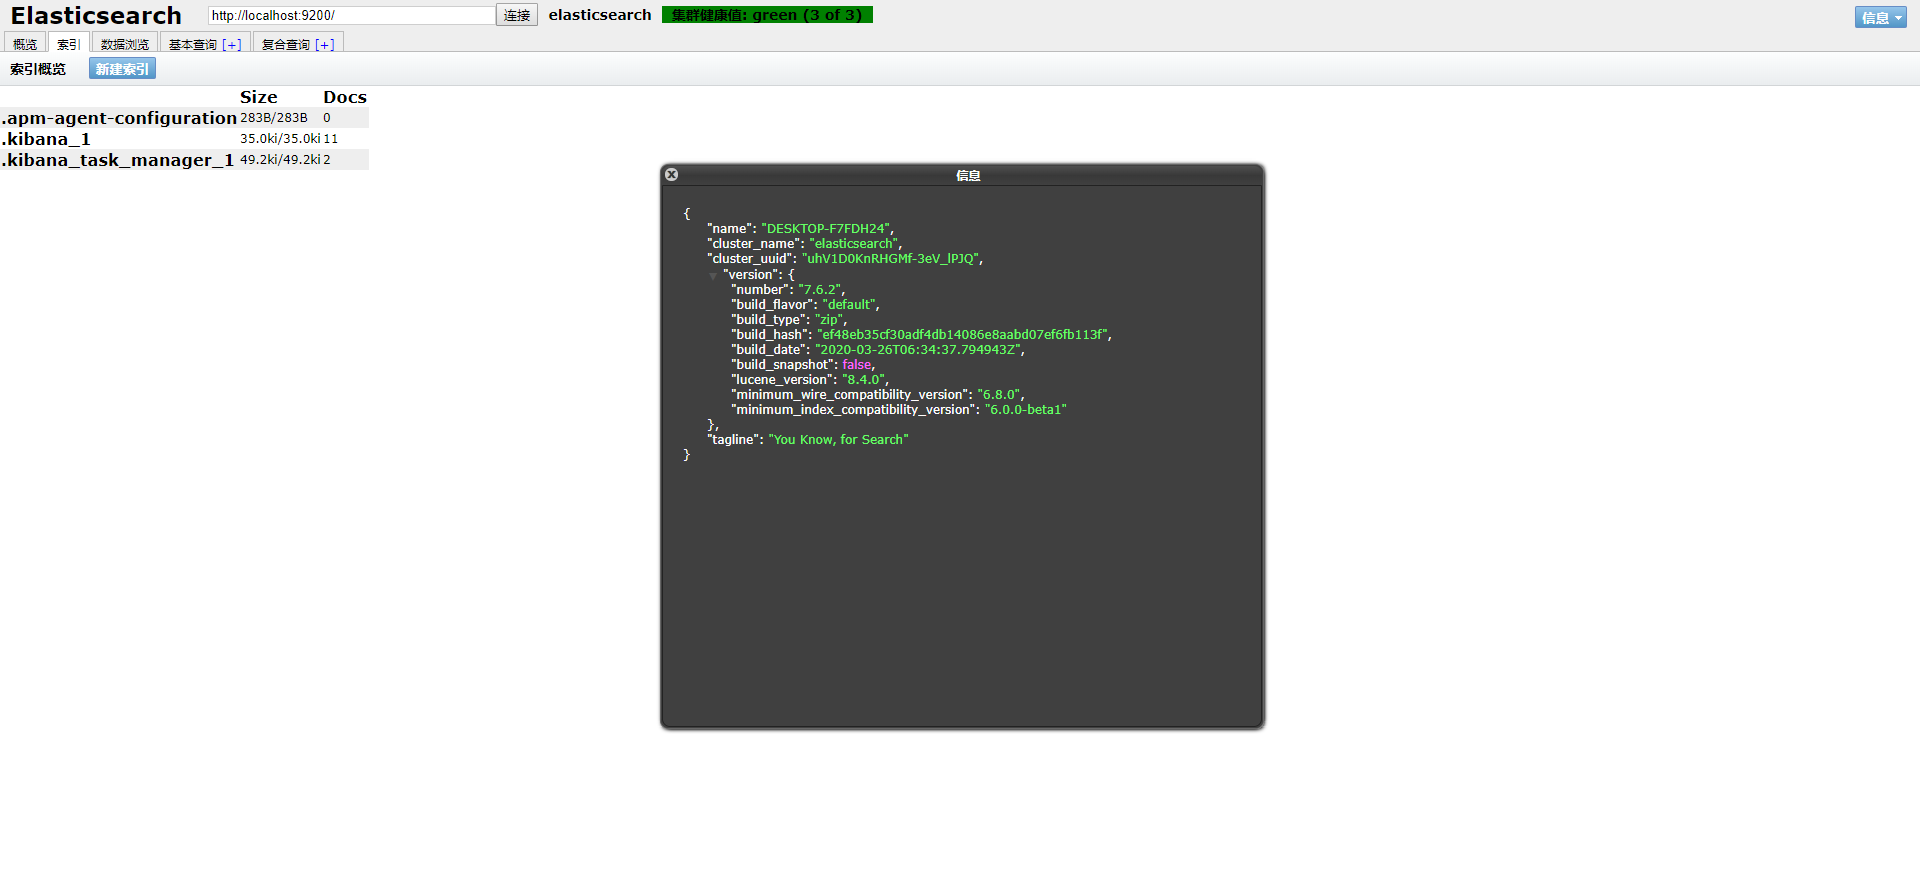 Elasticsearch http://localhost:9200/ 连接 elasticsearch 集群健康值: green (3 of 3) 信息
概览 索引 数据浏览 基本查询 [+] 复合查询 [+]
索引概览 新建索引
Size Docs
.apm-agent-configuration 283B/283B 0
.kibana_1 35.0ki/35.0ki 11
.kibana_task_manager_1 49.2ki/49.2ki 2
信息
{
"name": "DESKTOP-F7FDH24",
"cluster_name": "elasticsearch",
"cluster_uuid": "uhV1D0KnRHGMf-3eV_lPJQ",
"version": {
"number": "7.6.2",
"build_flavor": "default",
"build_type": "zip",
"build_hash": "ef48eb35cf30adf4db14086e8aabd07ef6fb113f",
"build_date": "2020-03-26T06:34:37.794943Z",
"build_snapshot": false,
"lucene_version": "8.4.0",
"minimum_wire_compatibility_version": "6.8.0",
"minimum_index_compatibility_version": "6.0.0-beta1"
},
"tagline": "You Know, for Search"
}